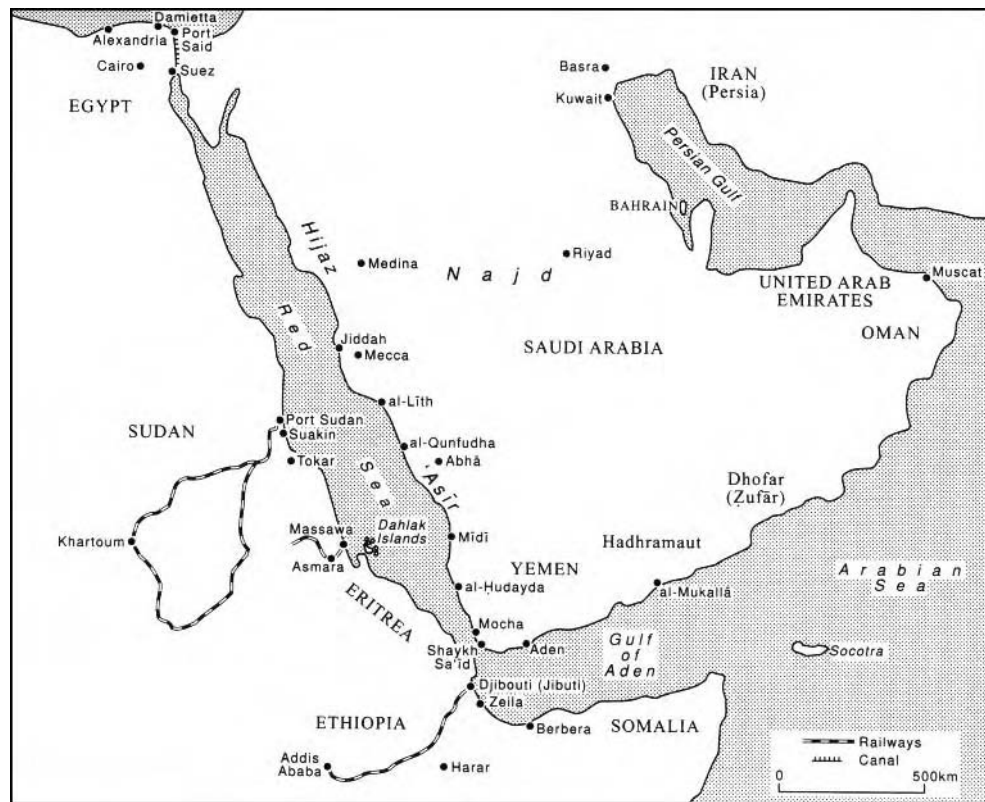 Damietta
Alexandria
Port
Said
Cairo
Suez
EGYPT
Basra
Kuwait
IRAN
(Persia)
Persian Gulf
BAHRAIN
Hijaz
Medina
Najd
Riyad
UNITED ARAB
EMIRATES
Muscat
OMAN
Red
Sea
Jiddah
Mecca
SAUDI ARABIA
al-Līth
Port Sudan
Suakin
SUDAN
Tokar
al-Qunfudha
Abhā
'Asīr
Dhofar
(Ẓufār)
Khartoum
Massawa
Dahlak
Islands
Asmara
Mīdī
Hadhramaut
YEMEN
al-Ḥudayda
al-Mukallā
Arabian
Sea
ERITREA
Mocha
Shaykh
Sa'īd
Aden
Gulf
of
Aden
Socotra
Djibouti (Jibuti)
Zeila
ETHIOPIA
Berbera
SOMALIA
Addis
Ababa
Harar
Railways
Canal
0
500km